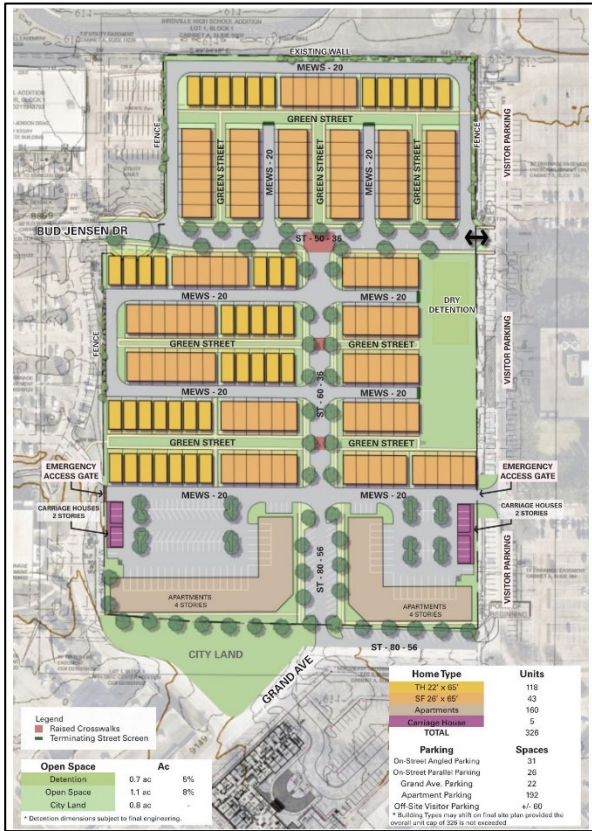 BIRDVILLE HIGH SCHOOL ADDITION
LOT 1, BLOCK 1
EXISTING WALL
MEWS - 20
GREEN STREET
FENCE
GREEN STREET
MEWS - 20
GREEN STREET
MEWS - 20
GREEN STREET
FENCE
VISITOR PARKING
BUD JENSEN DR
ST - 50 - 36
MEWS - 20
MEWS - 20
DRY
DETENTION
FENCE
GREEN STREET
GREEN STREET
VISITOR PARKING
ST - 60 - 36
MEWS - 20
MEWS - 20
GREEN STREET
GREEN STREET
EMERGENCY
ACCESS GATE
MEWS - 20
MEWS - 20
EMERGENCY
ACCESS GATE
CARRIAGE HOUSES
2 STORIES
CARRIAGE HOUSES
2 STORIES
VISITOR PARKING
ST - 80 - 56
APARTMENTS
4 STORIES
APARTMENTS
4 STORIES
ST - 80 - 56
CITY LAND
GRAND AVE
Legend
Raised Crosswalks
Terminating Street Screen
Open Space Ac
Detention 0.7 ac 5%
Open Space 1.1 ac 8%
City Land 0.8 ac -
* Detention dimensions subject to final engineering.
Home Type Units
TH 22' x 65' 118
SF 26' x 65' 43
Apartments 160
Carriage House 5
TOTAL 326
Parking Spaces
On-Street Angled Parking 31
On-Street Parallel Parking 26
Grand Ave. Parking 22
Apartment Parking 192
Off-Site Visitor Parking +/- 60
* Building Types may shift on final site plan provided the
overall unit cap of 326 is not exceeded